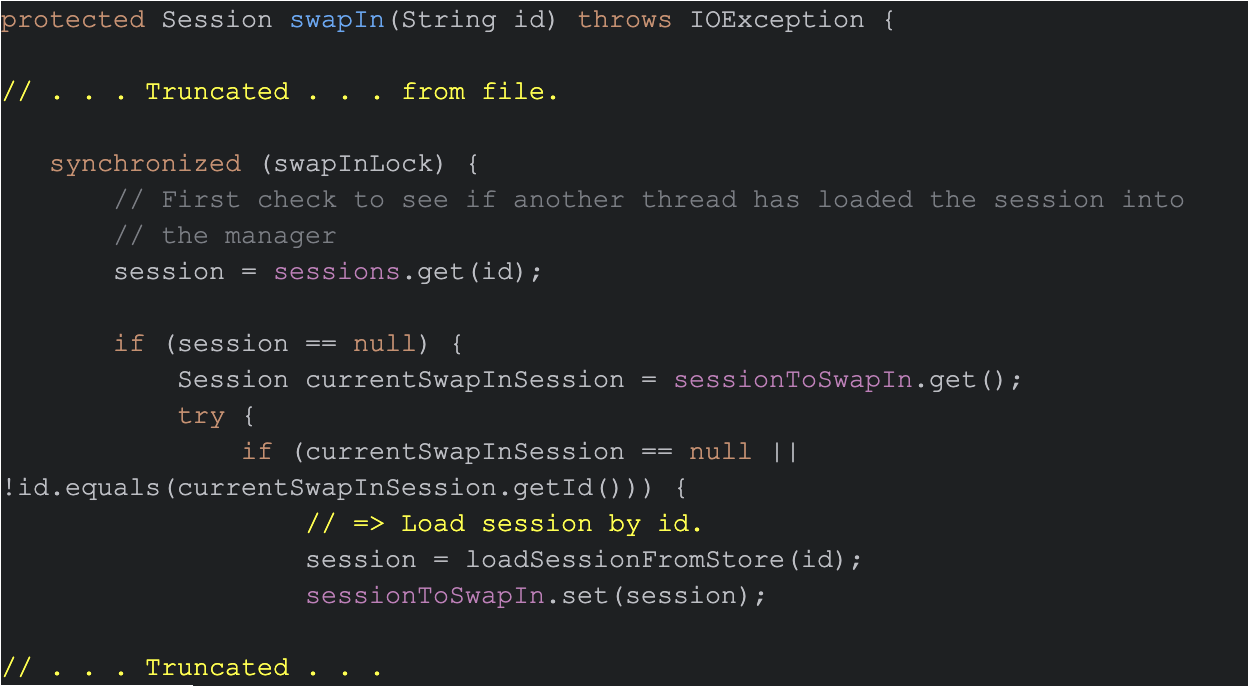 protected Session swapIn(String id) throws IOException {
// . . . Truncated . . . from file.
synchronized (swapInLock) {
// First check to see if another thread has loaded the session into
// the manager
session = sessions.get(id);
if (session == null) {
Session currentSwapInSession = sessionToSwapIn.get();
try {
if (currentSwapInSession == null ||
!id.equals(currentSwapInSession.getId())) {
// => Load session by id.
session = loadSessionFromStore(id);
sessionToSwapIn.set(session);
// . . . Truncated . . .